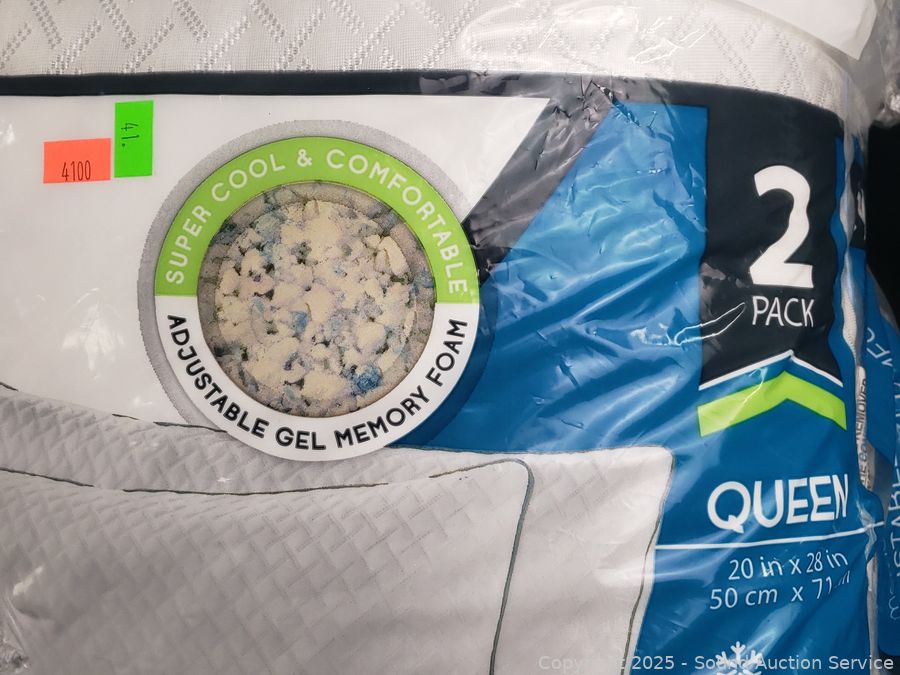 4100
41.
SUPER COOL & COMFORTABLE
ADJUSTABLE GEL MEMORY FOAM
2
PACK
QUEEN
20 in x 28 in
50 cm x 71
Copyright 2025 - Sound Auction Service